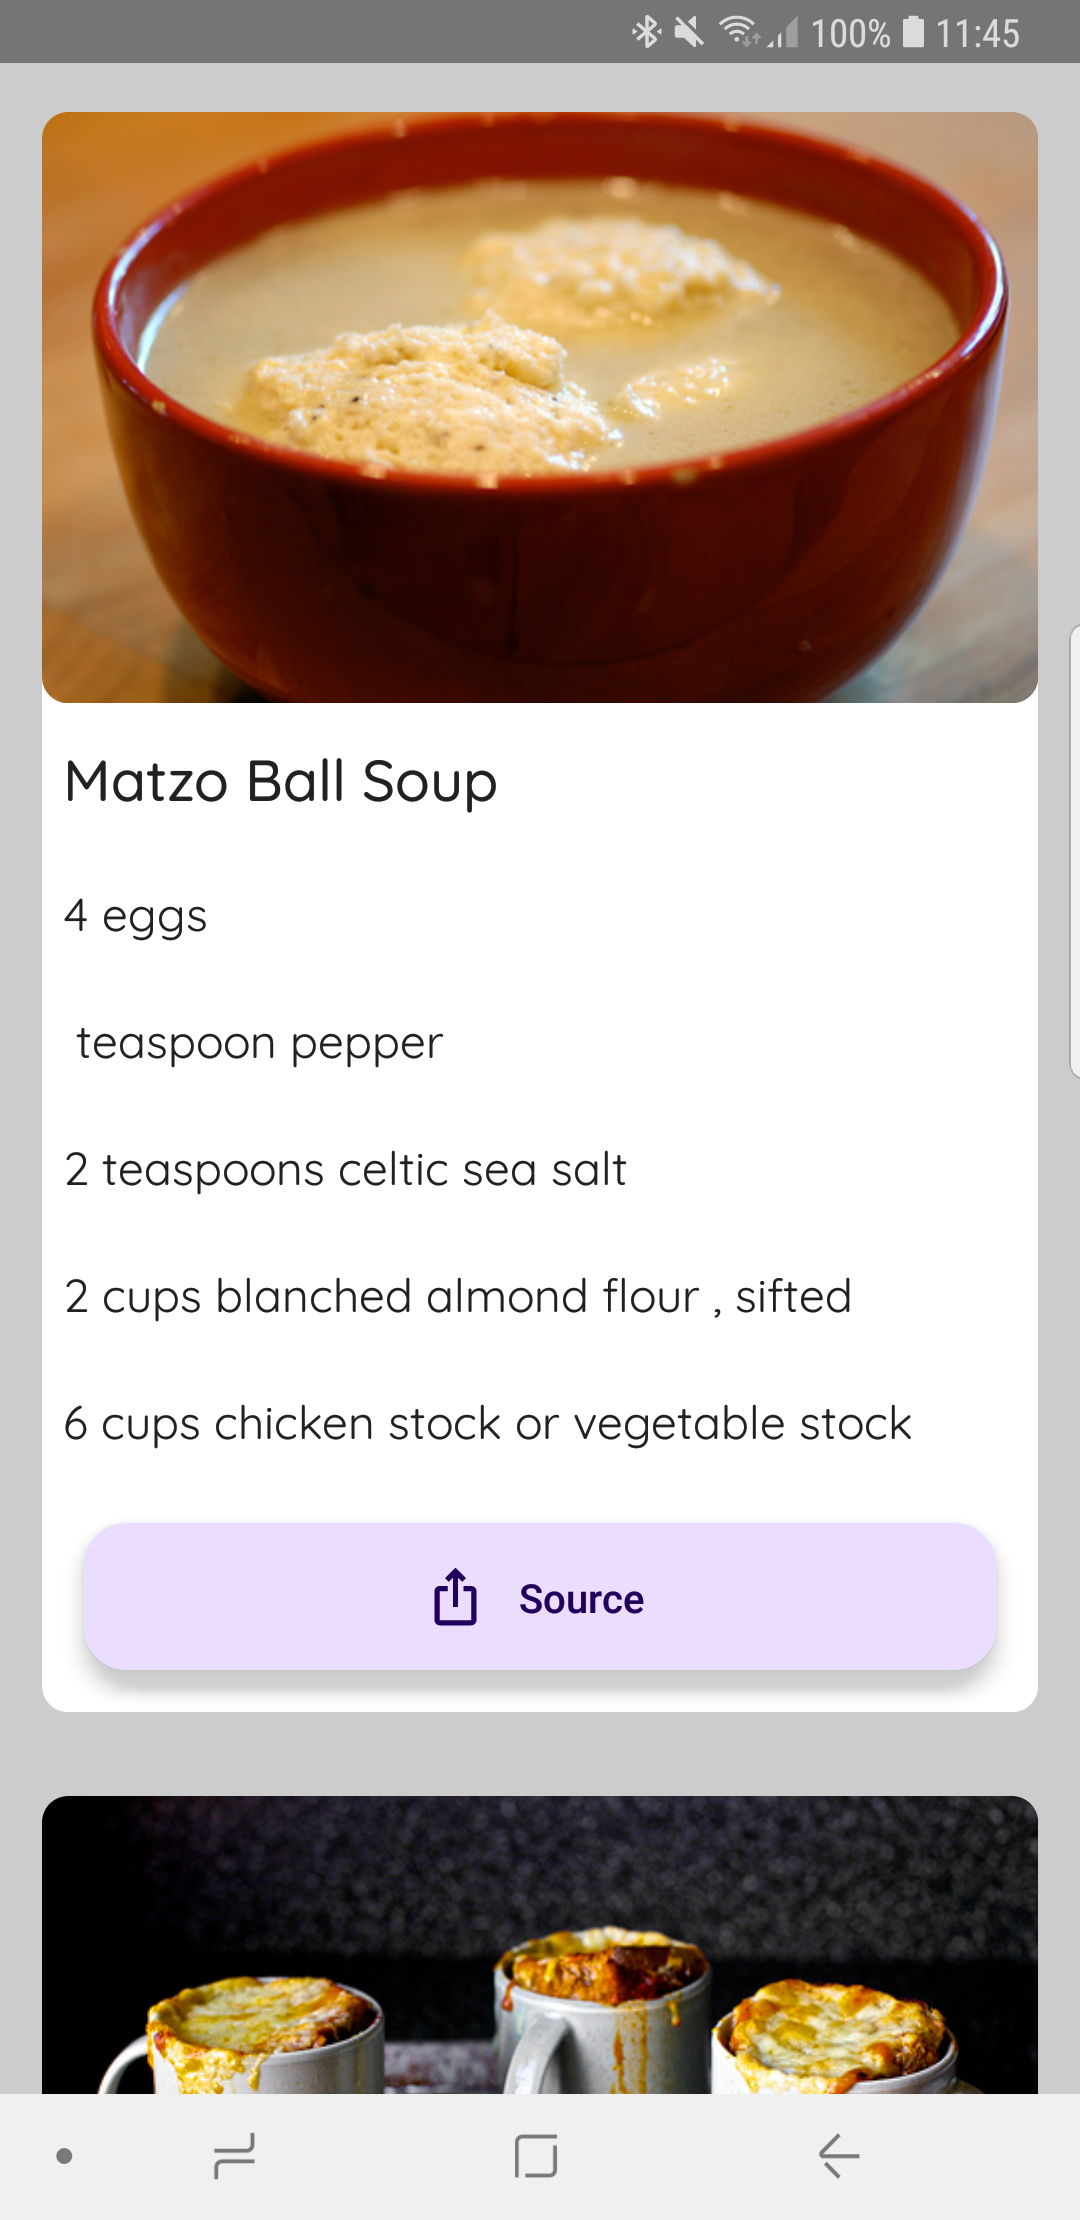 100% 11:45
Matzo Ball Soup
4 eggs
teaspoon pepper
2 teaspoons celtic sea salt
2 cups blanched almond flour , sifted
6 cups chicken stock or vegetable stock
Source